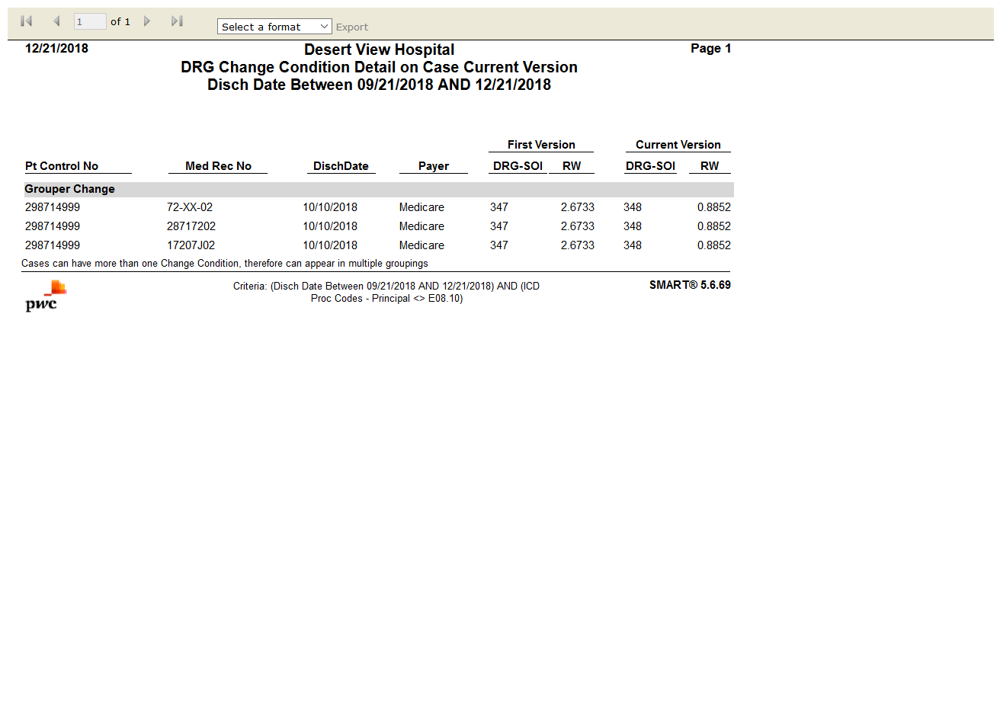 1 of 1 Select a format Export
12/21/2018 Desert View Hospital Page 1
DRG Change Condition Detail on Case Current Version
Disch Date Between 09/21/2018 AND 12/21/2018
First Version Current Version
Pt Control No Med Rec No DischDate Payer DRG-SOI RW DRG-SOI RW
Grouper Change
298714999 72-XX-02 10/10/2018 Medicare 347 2.6733 348 0.8852
298714999 28717202 10/10/2018 Medicare 347 2.6733 348 0.8852
298714999 17207J02 10/10/2018 Medicare 347 2.6733 348 0.8852
Cases can have more than one Change Condition, therefore can appear in multiple groupings
Criteria: (Disch Date Between 09/21/2018 AND 12/21/2018) AND (ICD SMART® 5.6.69
Proc Codes - Principal <> E08.10)
pwc